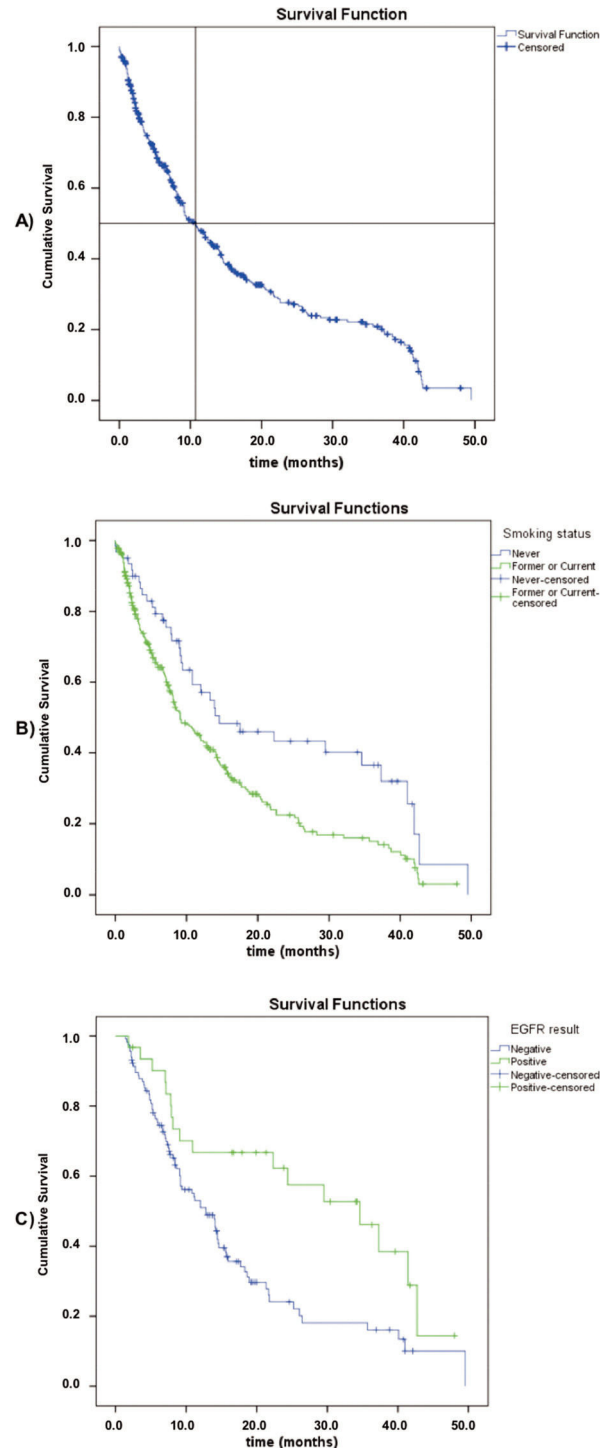 Survival Function
Survival Function
Censored
A)
Cumulative Survival
1.0
0.8
0.6
0.4
0.2
0.0
0.0 10.0 20.0 30.0 40.0 50.0
time (months)
Survival Functions
Smoking status
Never
Former or Current
Never-censored
Former or Current-
censored
B)
Cumulative Survival
1.0
0.8
0.6
0.4
0.2
0.0
0.0 10.0 20.0 30.0 40.0 50.0
time (months)
Survival Functions
EGFR result
Negative
Positive
Negative-censored
Positive-censored
C)
Cumulative Survival
1.0
0.8
0.6
0.4
0.2
0.0
0.0 10.0 20.0 30.0 40.0 50.0
time (months)